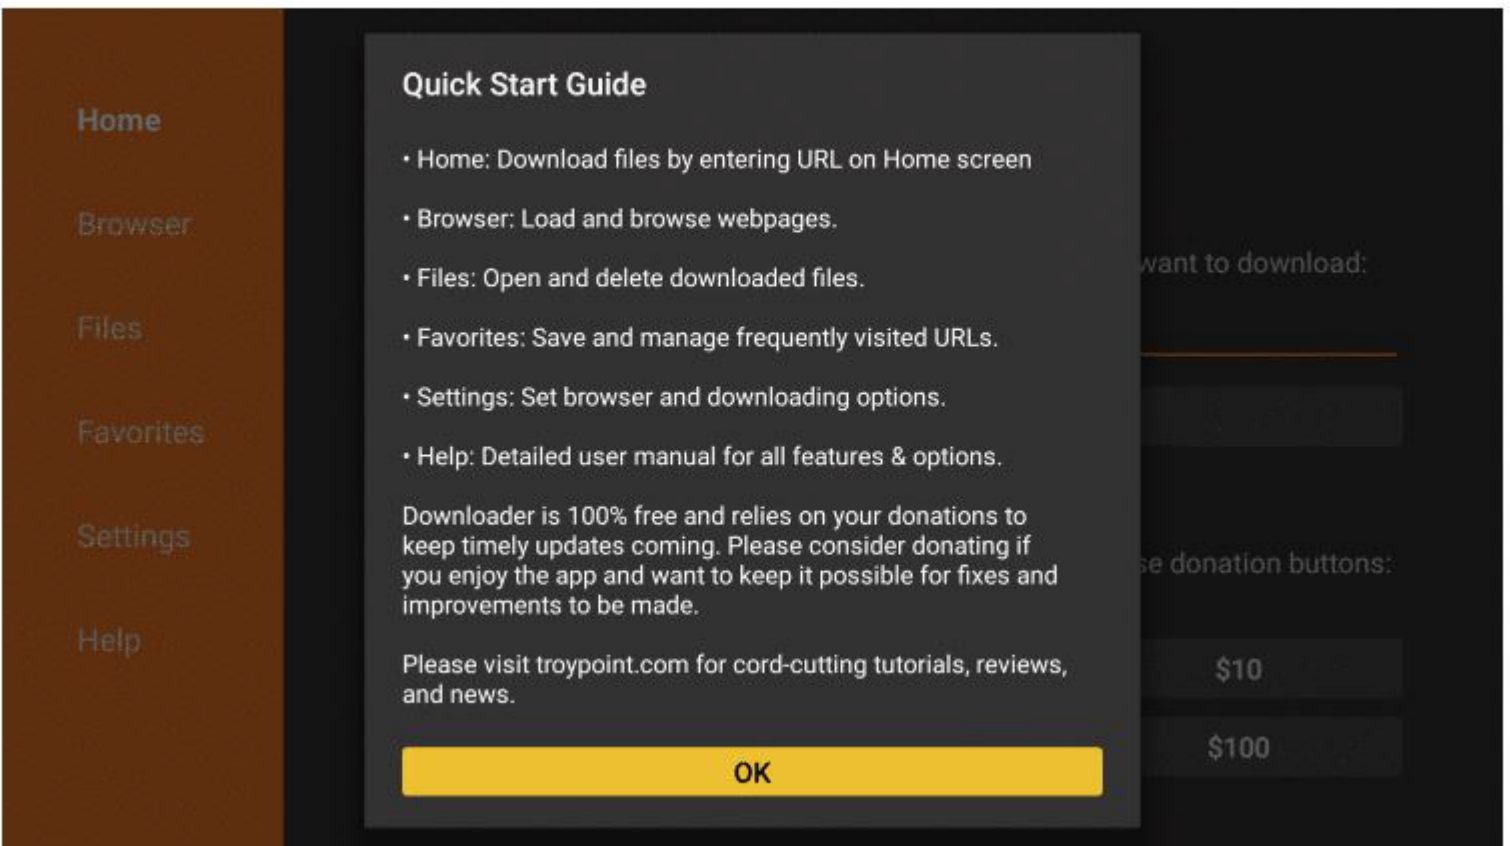 Home
Browser
Files
Favorites
Settings
Help
Quick Start Guide
• Home: Download files by entering URL on Home screen
• Browser: Load and browse webpages.
• Files: Open and delete downloaded files.
• Favorites: Save and manage frequently visited URLs.
• Settings: Set browser and downloading options.
• Help: Detailed user manual for all features & options.
Downloader is 100% free and relies on your donations to
keep timely updates coming. Please consider donating if
you enjoy the app and want to keep it possible for fixes and
improvements to be made.
Please visit troypoint.com for cord-cutting tutorials, reviews,
and news.
OK
want to download:
se donation buttons:
$10
$100